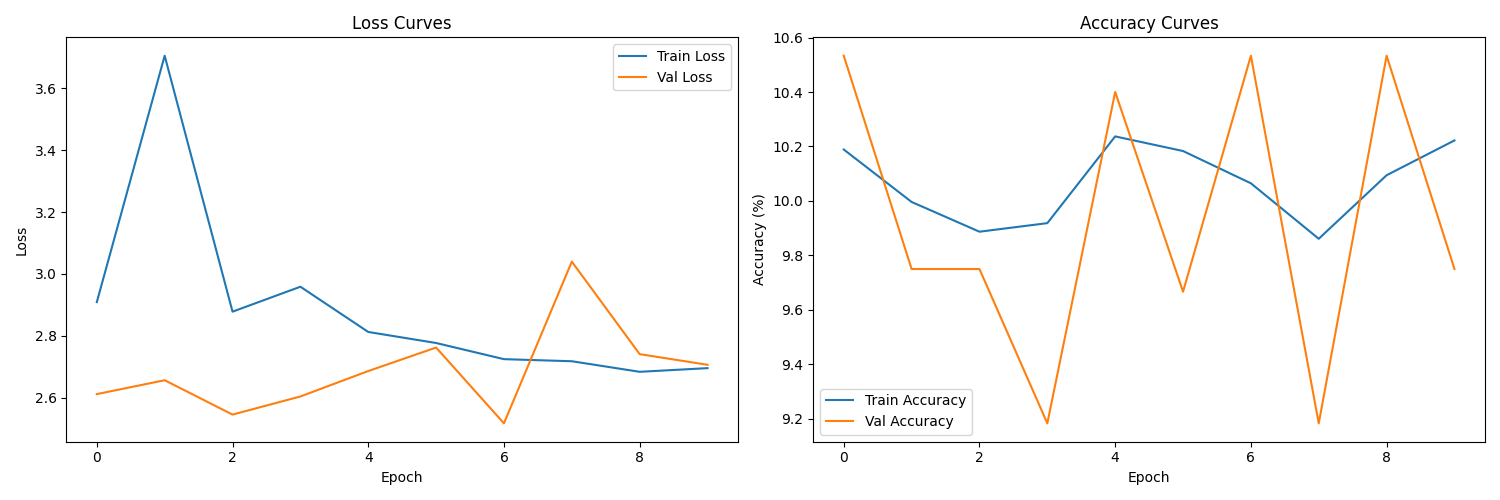 Loss Curves
Train Loss
Val Loss
3.6
3.4
3.2
3.0
2.8
2.6
Loss
0 2 4 6 8
Epoch
Accuracy Curves
10.6
10.4
10.2
10.0
9.8
9.6
9.4
9.2
Accuracy (%)
Train Accuracy
Val Accuracy
0 2 4 6 8
Epoch